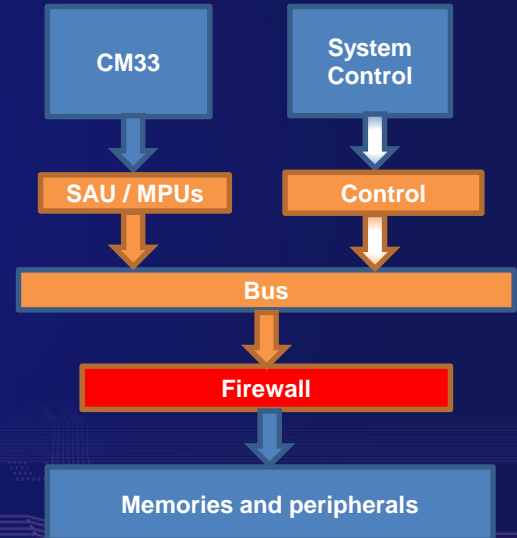 CM33
System
Control
SAU / MPUs
Control
Bus
Firewall
Memories and peripherals